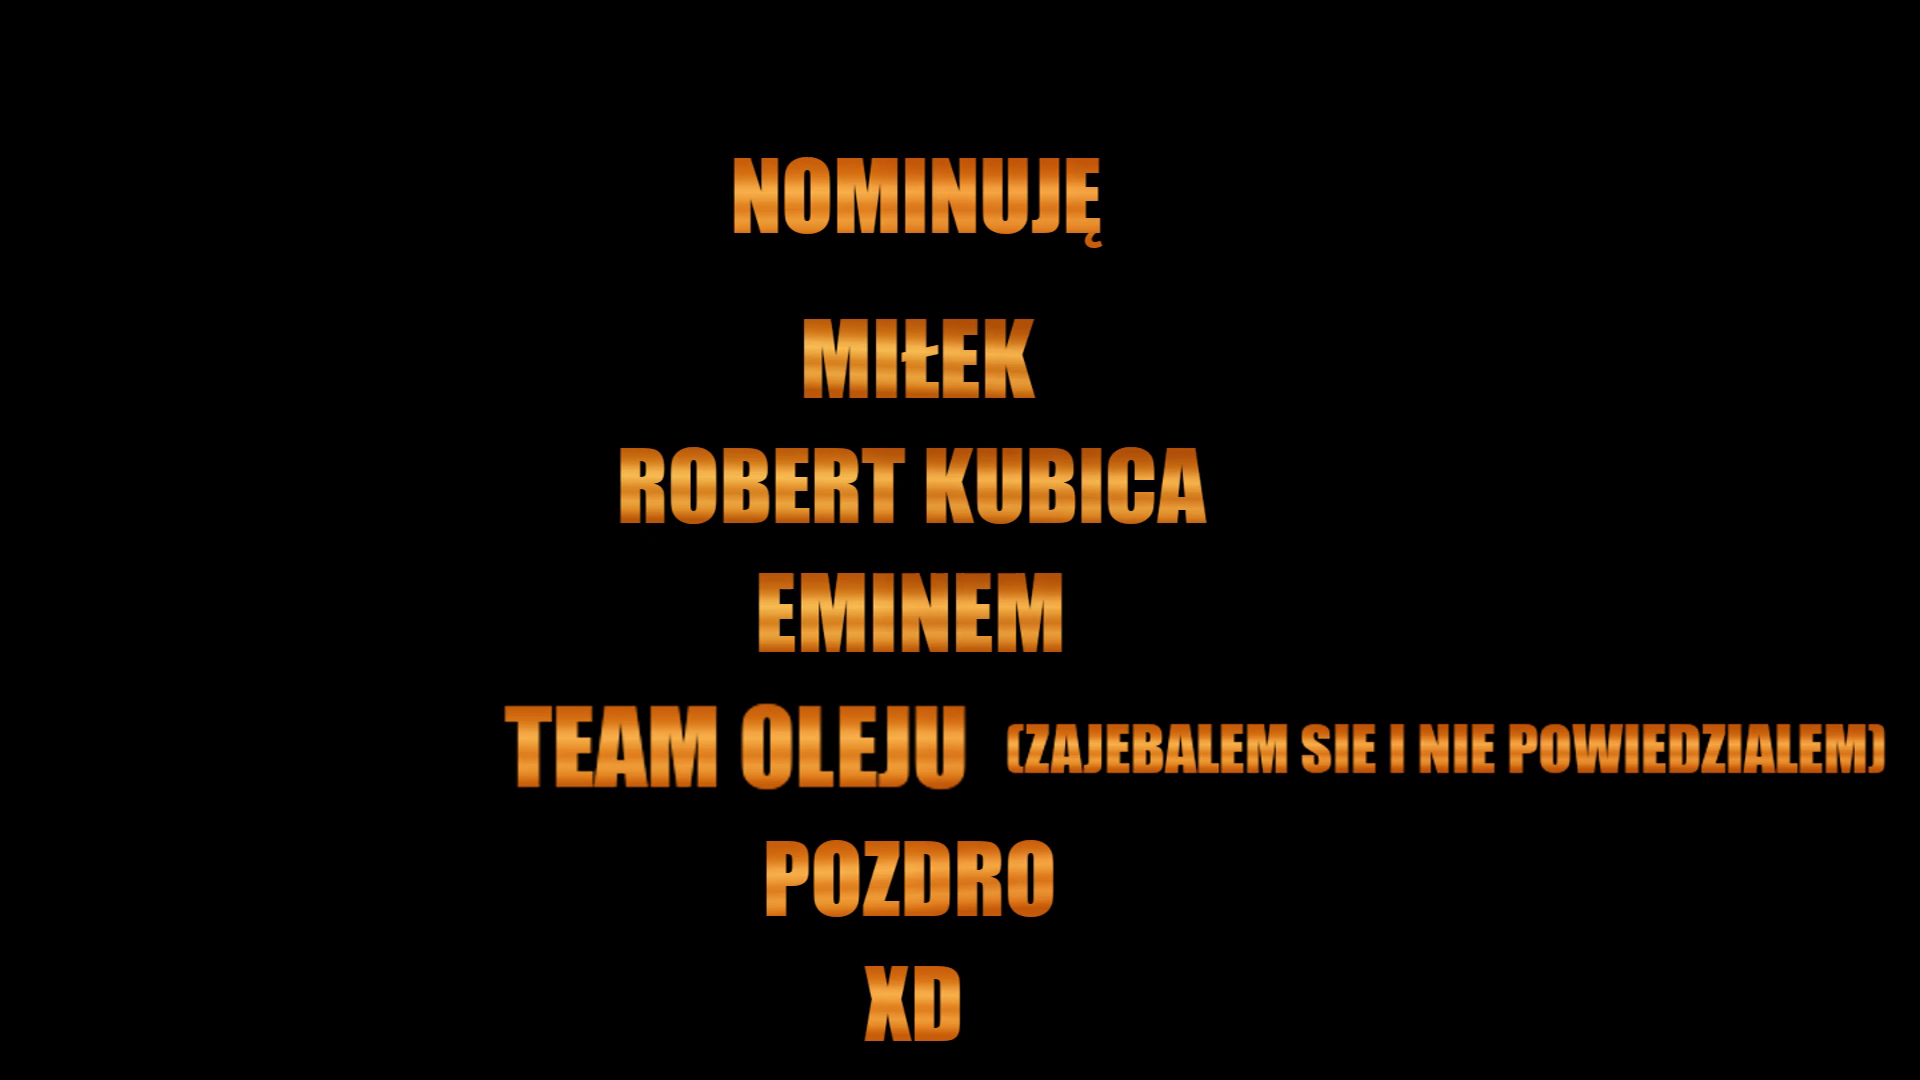 NOMINUJĘ
MIŁEK
ROBERT KUBICA
EMINEM
TEAM OLEJU (ZAJEBALEM SIE I NIE POWIEDZIALEM)
POZDRO
XD